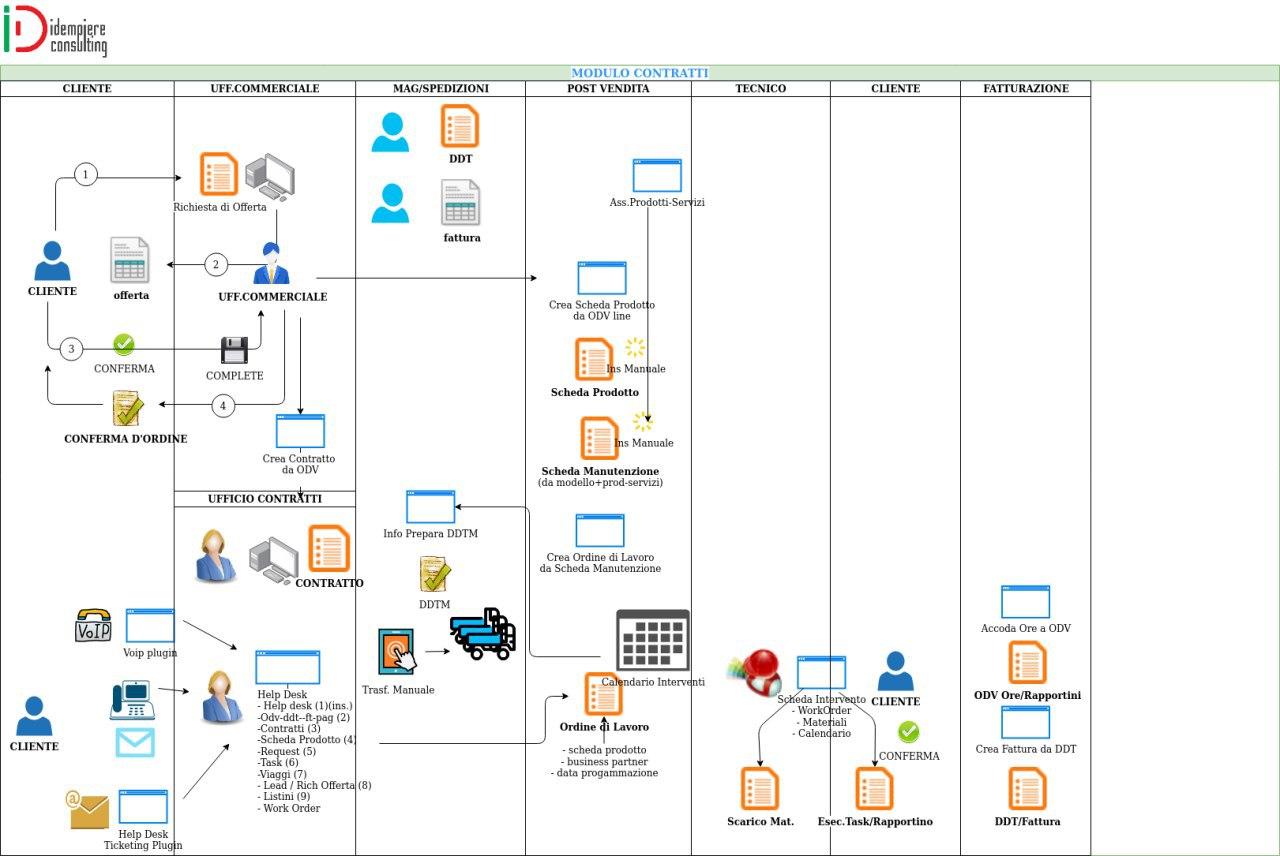 idempiere
consulting
MODULO CONTRATTI
CLIENTE
UFF.COMMERCIALE
MAG/SPEDIZIONI
POST VENDITA
TECNICO
CLIENTE
FATTURAZIONE
1
Richiesta di Offerta
CLIENTE
offerta
2
UFF.COMMERCIALE
3
CONFERMA
COMPLETE
4
CONFERMA D'ORDINE
Crea Contratto
da ODV
UFFICIO CONTRATTI
CONTRATTO
DDT
fattura
Ass.Prodotti-Servizi
Crea Scheda Prodotto
da ODV line
Ins Manuale
Scheda Prodotto
Ins Manuale
Scheda Manutenzione
(da modello+prod-servizi)
Info Prepara DDTM
Crea Ordine di Lavoro
da Scheda Manutenzione
DDTM
Trasf. Manuale
Calendario Interventi
Ordine di Lavoro
- scheda prodotto
- business partner
- data progammazione
VoIP
Voip plugin
CLIENTE
@
Help Desk
Ticketing Plugin
Help Desk
- Help desk (1)(ins.)
-Odv-ddt--ft-pag (2)
-Contratti (3)
-Scheda Prodotto (4)
-Request (5)
-Task (6)
-Viaggi (7)
- Lead / Rich Offerta (8)
- Listini (9)
- Work Order
Scheda Intervento
- WorkOrder
- Materiali
- Calendario
CLIENTE
CONFERMA
Scarico Mat.
Esec.Task/Rapportino
Accoda Ore a ODV
ODV Ore/Rapportini
Crea Fattura da DDT
DDT/Fattura